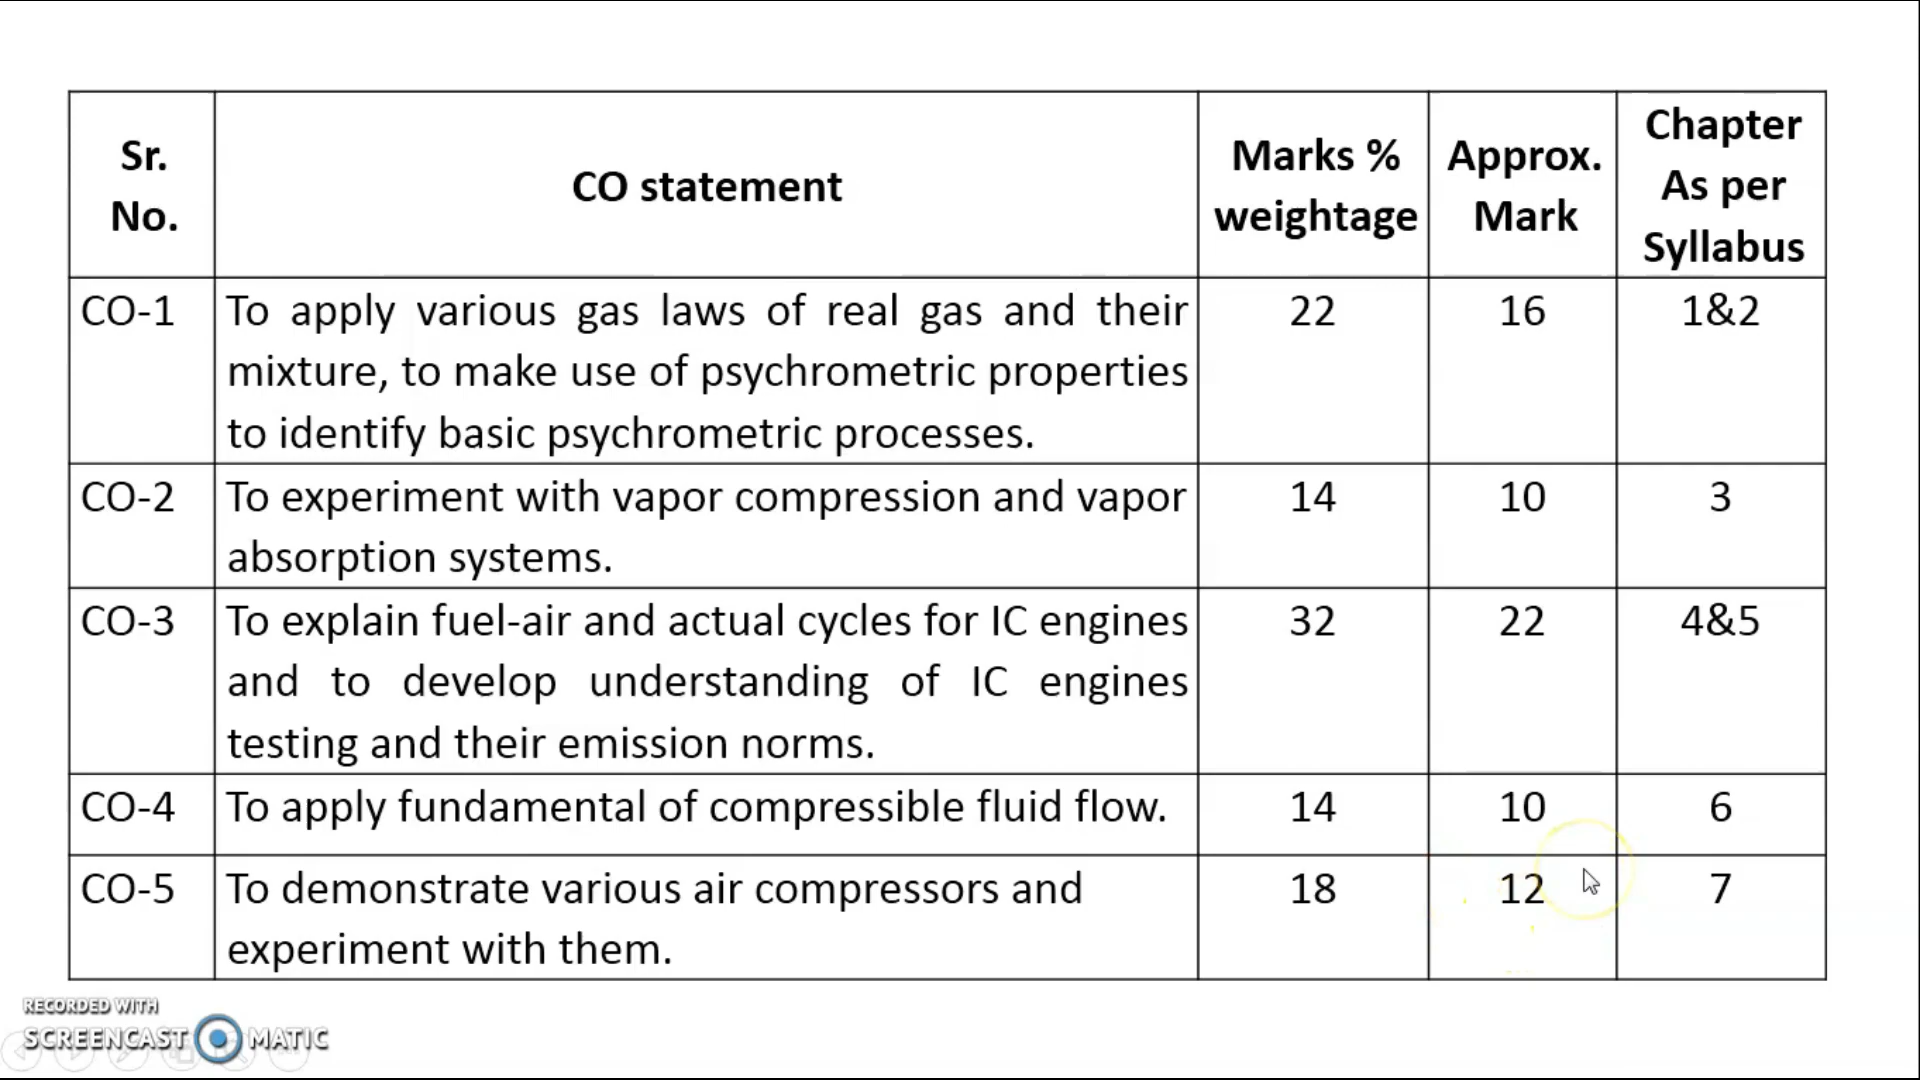 Sr.
No.
CO statement
Marks %
weightage
Approx.
Mark
Chapter
As per
Syllabus
CO-1
To apply various gas laws of real gas and their
mixture, to make use of psychrometric properties
to identify basic psychrometric processes.
22
16
1&2
CO-2
To experiment with vapor compression and vapor
absorption systems.
14
10
3
CO-3
To explain fuel-air and actual cycles for IC engines
and to develop understanding of IC engines
testing and their emission norms.
32
22
4&5
CO-4
To apply fundamental of compressible fluid flow.
14
10
6
CO-5
To demonstrate various air compressors and
experiment with them.
18
12
7
RECORDED WITH
SCREENCAST MATIC